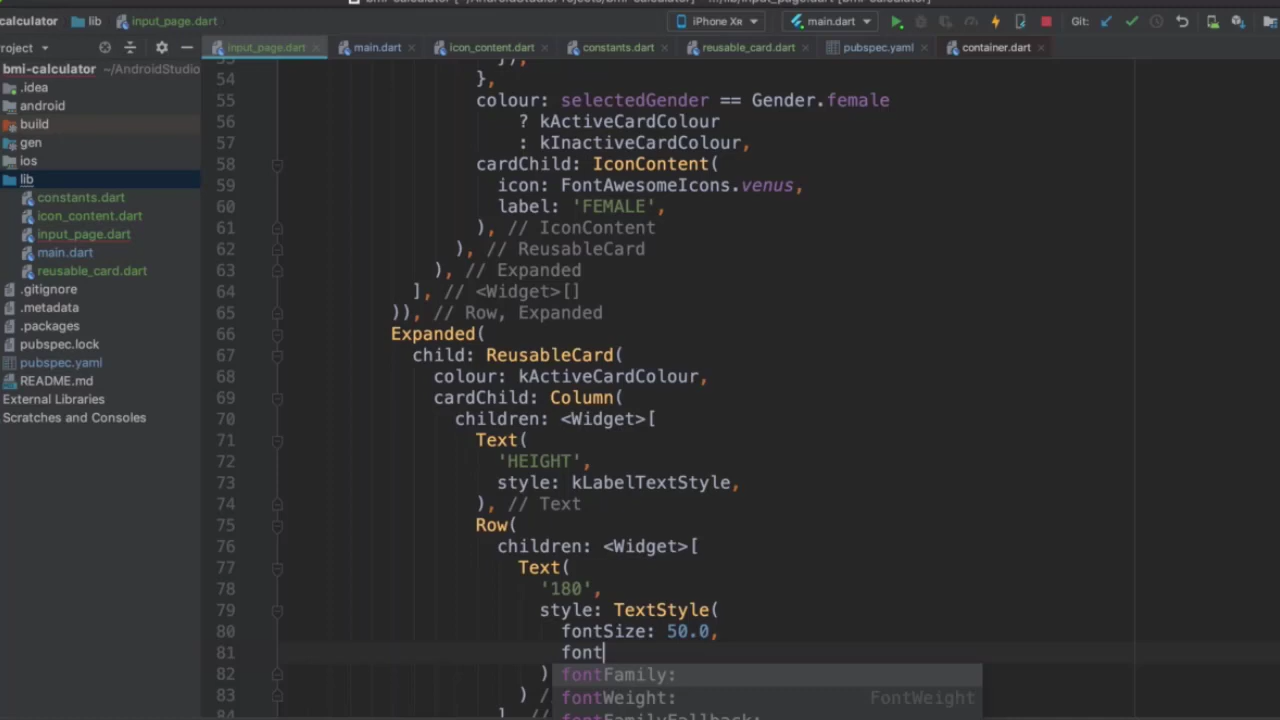 calculator lib input_page.dart iPhone XR main.dart Git:
roject input_page.dart main.dart icon_content.dart constants.dart reusable_card.dart pubspec.yaml container.dart
bmi-calculator ~/AndroidStudio
.idea
android
build
gen
ios
lib
constants.dart
icon_content.dart
input_page.dart
main.dart
reusable_card.dart
.gitignore
.metadata
.packages
pubspec.lock
pubspec.yaml
README.md
External Libraries
Scratches and Consoles
54 },
55 colour: selectedGender == Gender.female
56 ? kActiveCardColour
57 : kInactiveCardColour,
58 cardChild: IconContent(
59 icon: FontAwesomeIcons.venus,
60 label: 'FEMALE',
61 ), // IconContent
62 ), // ReusableCard
63 ), // Expanded
64 ], // <Widget>[]
65 )), // Row, Expanded
66 Expanded(
67 child: ReusableCard(
68 colour: kActiveCardColour,
69 cardChild: Column(
70 children: <Widget>[
71 Text(
72 'HEIGHT',
73 style: kLabelTextStyle,
74 ), // Text
75 Row(
76 children: <Widget>[
77 Text(
78 '180',
79 style: TextStyle(
80 fontSize: 50.0,
81 font
82 ) fontFamily:
83 ) / fontWeight: FontWeight
84 ] // fontFamilyFallback: